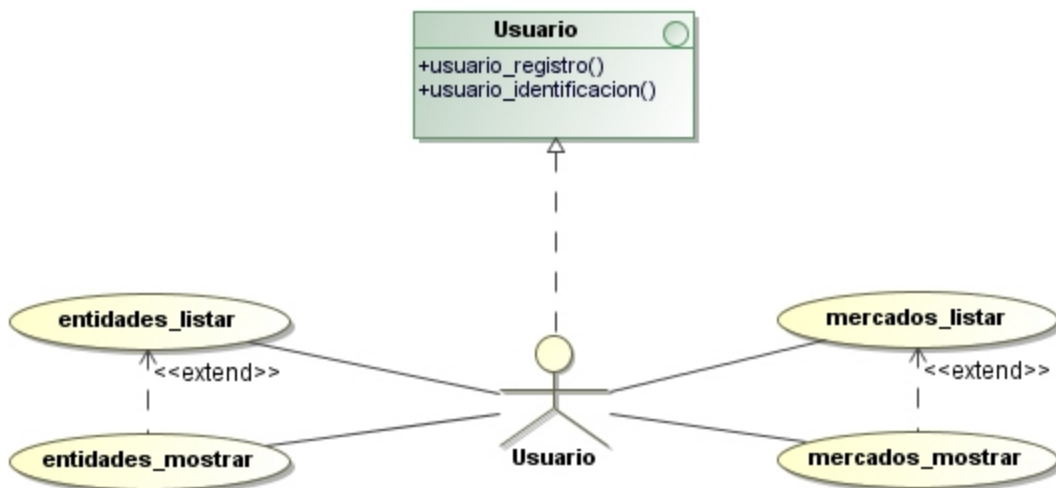 Usuario
+usuario_registro()
+usuario_identificacion()
entidades_listar
mercados_listar
<<extend>>
<<extend>>
entidades_mostrar
Usuario
mercados_mostrar